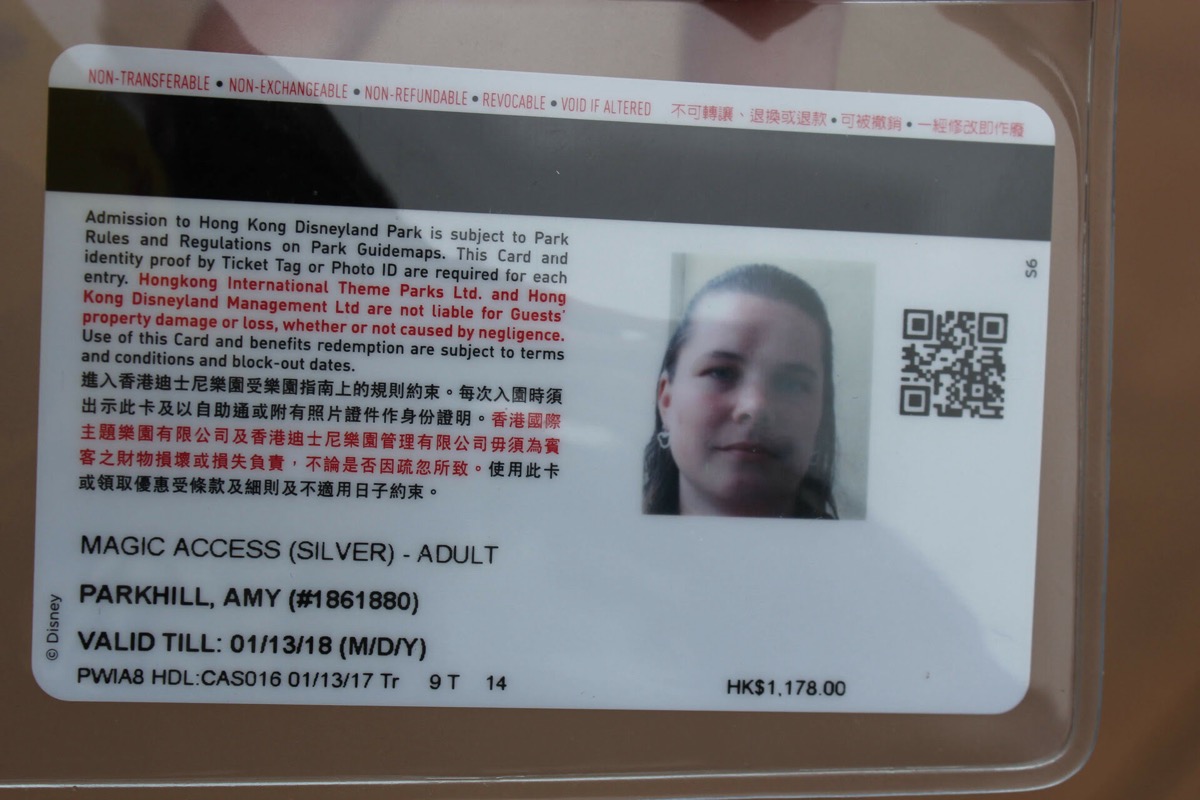 NON-TRANSFERABLE • NON-EXCHANGEABLE • NON-REFUNDABLE • REVOCABLE • VOID IF ALTERED 不可轉讓、退換或退款 • 可被撤銷 • 一經修改即作廢
Admission to Hong Kong Disneyland Park is subject to Park
Rules and Regulations on Park Guidemaps. This Card and
identity proof by Ticket Tag or Photo ID are required for each
entry. Hongkong International Theme Parks Ltd. and Hong
Kong Disneyland Management Ltd are not liable for Guests'
property damage or loss, whether or not caused by negligence.
Use of this Card and benefits redemption are subject to terms
and conditions and block-out dates.
進入香港迪士尼樂園受樂園指南上的規則約束。每次入園時須
出示此卡及以自助通或附有照片證件作身份證明。香港國際
主題樂園有限公司及香港迪士尼樂園管理有限公司毋須為賓
客之財物損壞或損失負責，不論是否因疏忽所致。使用此卡
或領取優惠受條款及細則及不適用日子約束。
S6
MAGIC ACCESS (SILVER) - ADULT
PARKHILL, AMY (#1861880)
VALID TILL: 01/13/18 (M/D/Y)
PWIA8 HDL:CAS016 01/13/17 Tr 9 T 14
HK$1,178.00
© Disney